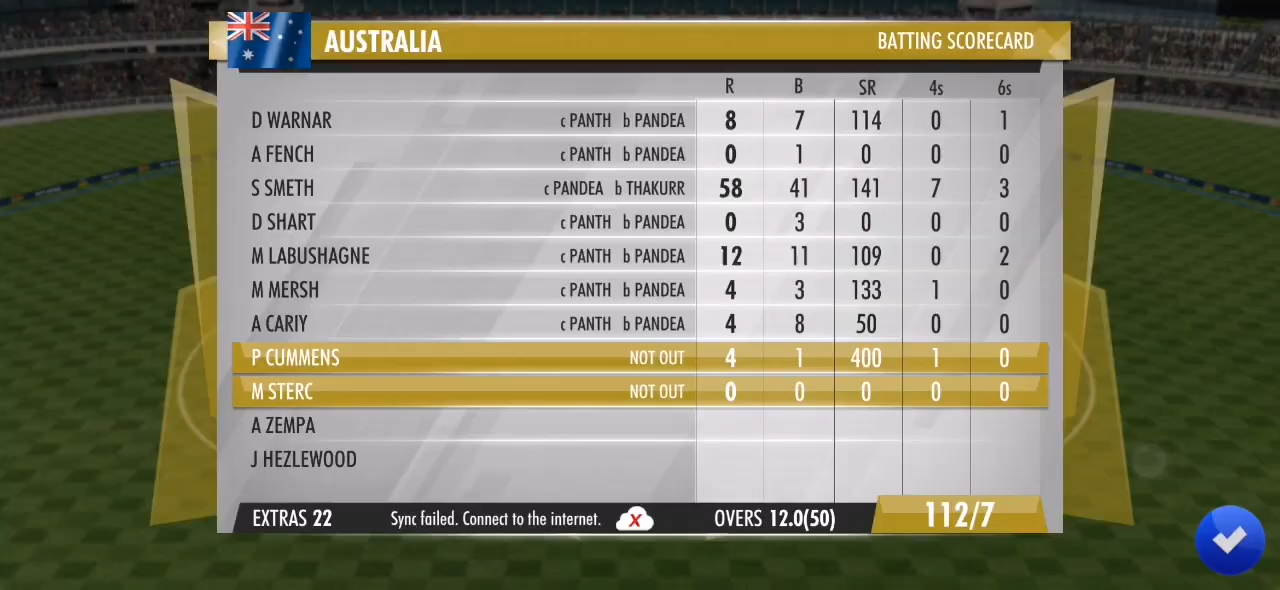 AUSTRALIA BATTING SCORECARD
R B SR 4s 6s
D WARNAR c PANTH b PANDEA 8 7 114 0 1
A FENCH c PANTH b PANDEA 0 1 0 0 0
S SMETH c PANDEA b THAKURR 58 41 141 7 3
D SHART c PANTH b PANDEA 0 3 0 0 0
M LABUSHAGNE c PANTH b PANDEA 12 11 109 0 2
M MERSH c PANTH b PANDEA 4 3 133 1 0
A CARIY c PANTH b PANDEA 4 8 50 0 0
P CUMMENS NOT OUT 4 1 400 1 0
M STERC NOT OUT 0 0 0 0 0
A ZEMPA
J HEZLEWOOD
EXTRAS 22 Sync failed. Connect to the internet. X OVERS 12.0(50) 112/7